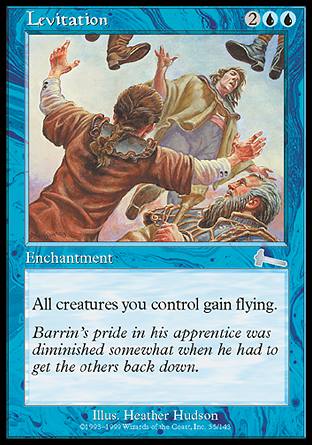 Levitation 2
Enchantment
All creatures you control gain flying.
Barrin's pride in his apprentice was
diminished somewhat when he had to
get the others back down.
Illus. Heather Hudson
©1993-1999 Wizards of the Coast, Inc. 35/143